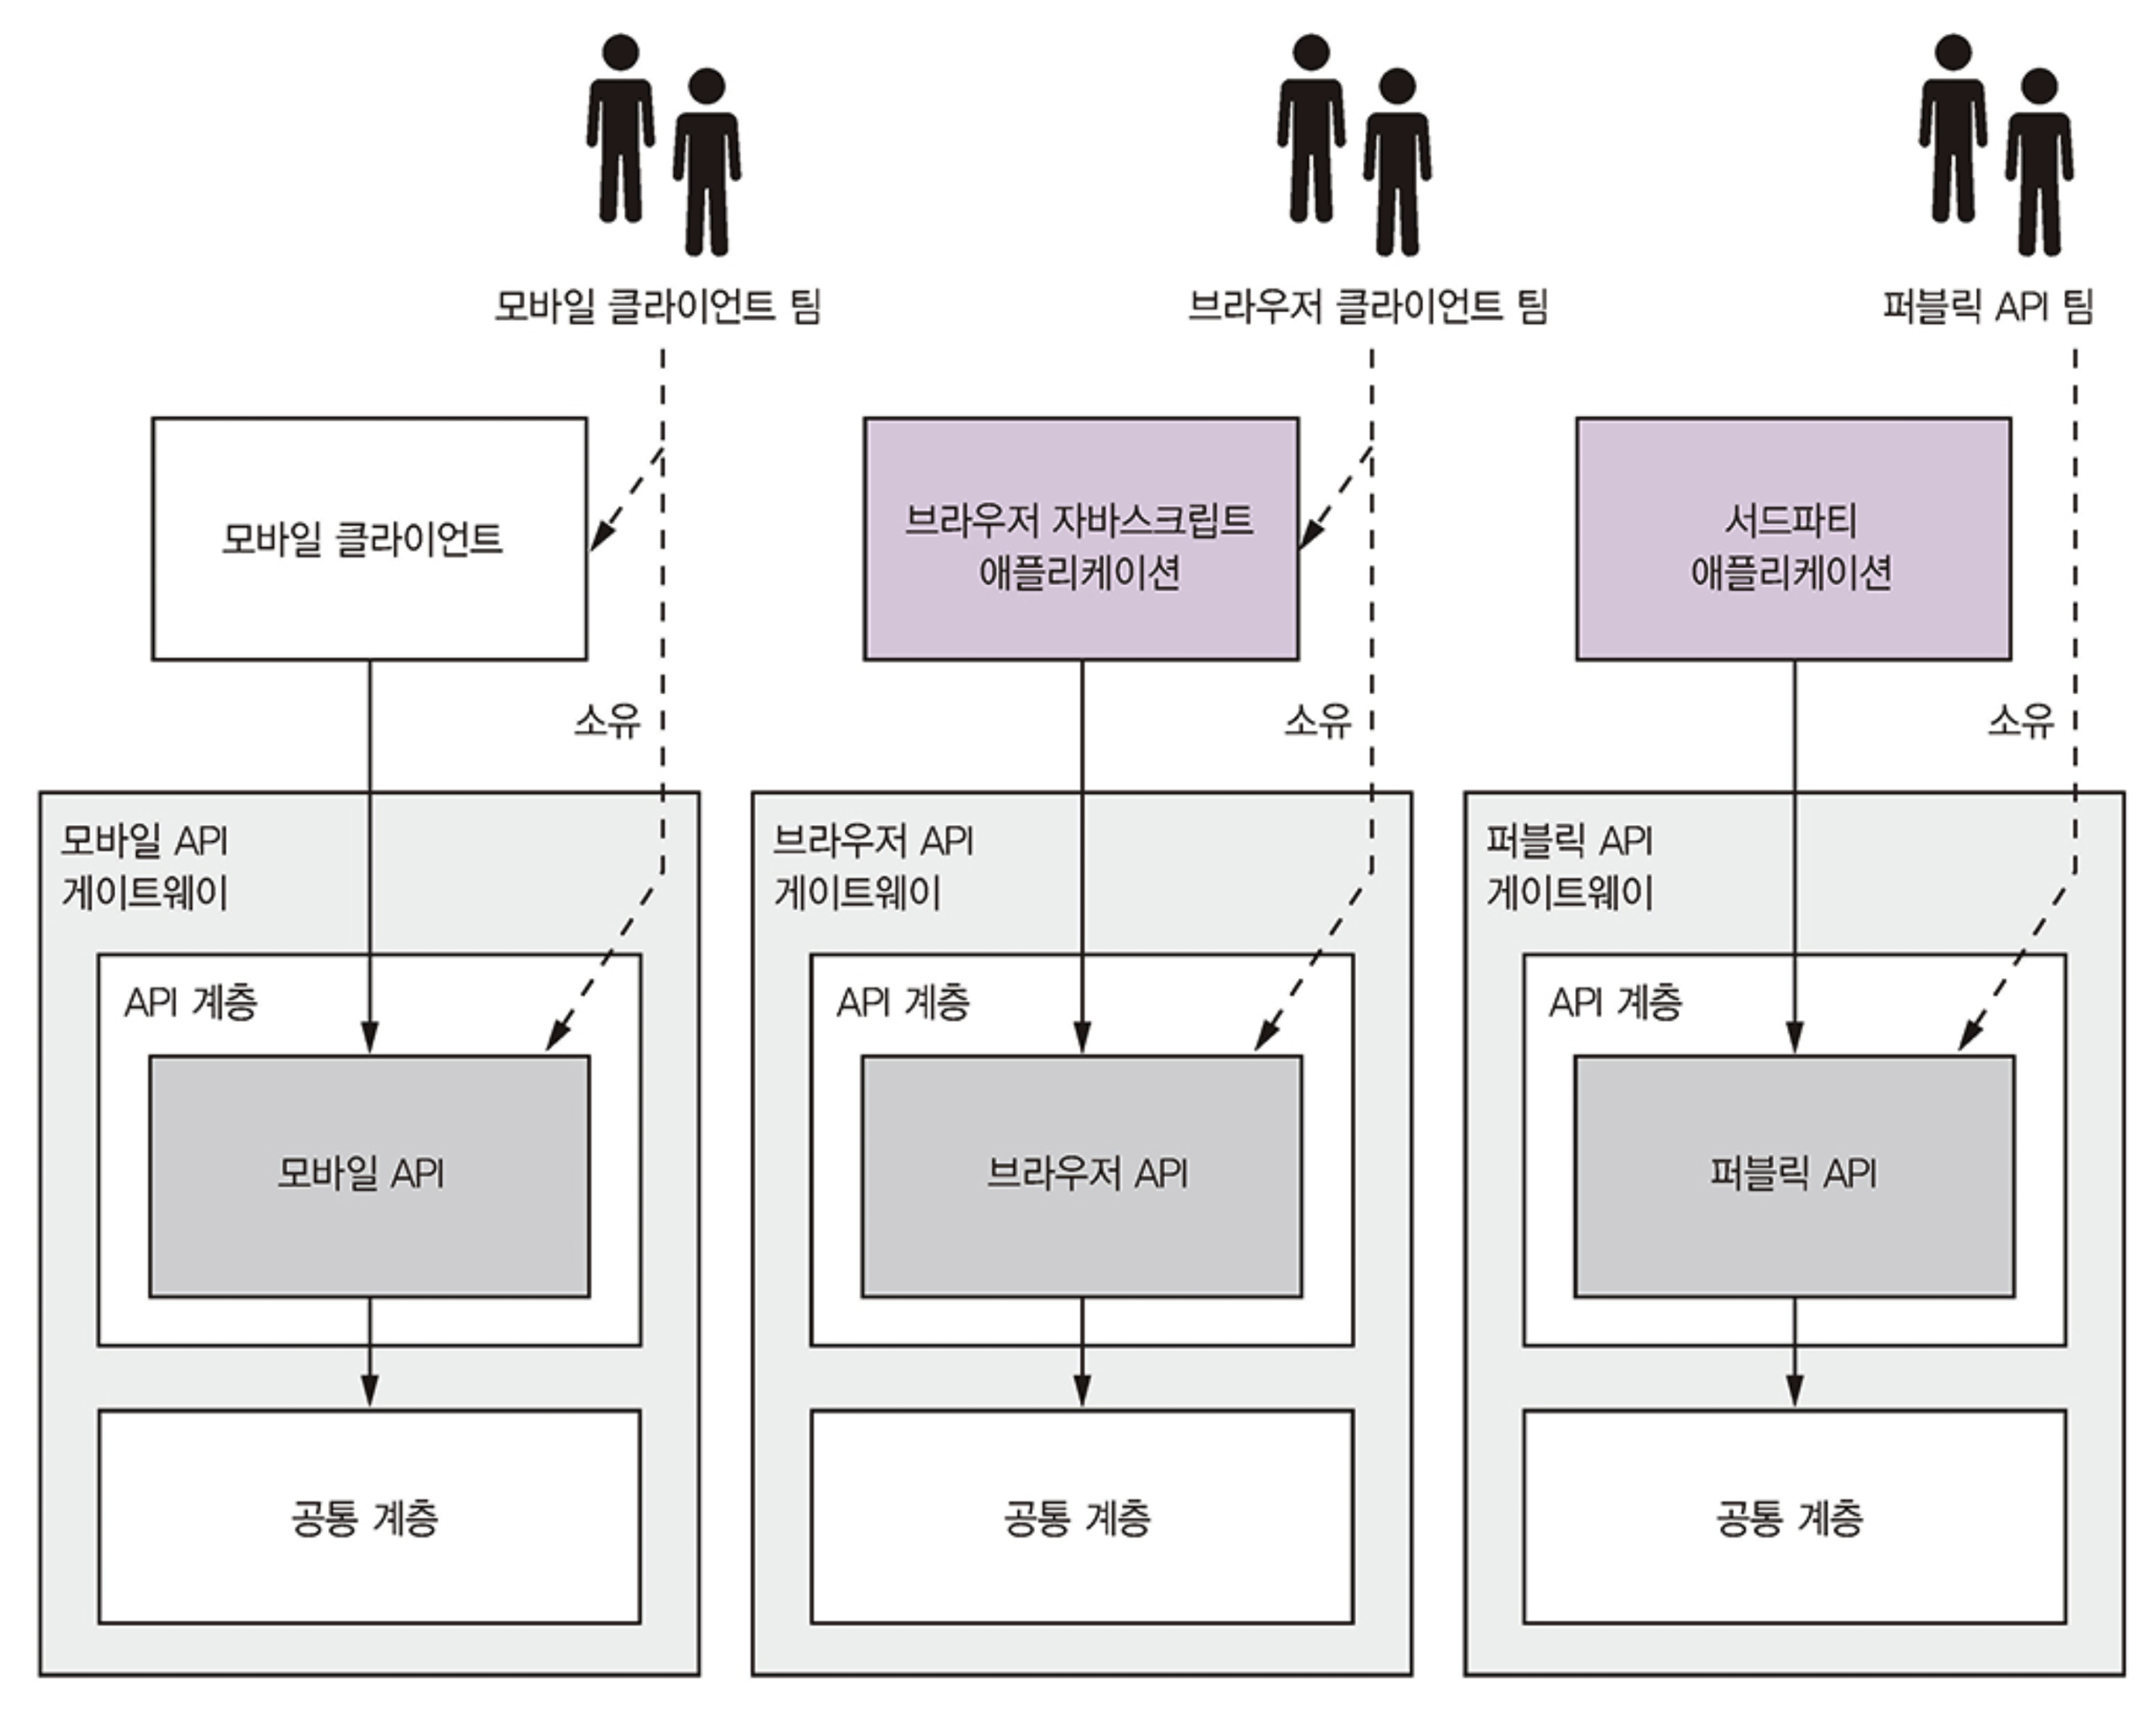 모바일 클라이언트 팀
브라우저 클라이언트 팀
퍼블릭 API 팀
모바일 클라이언트
브라우저 자바스크립트
애플리케이션
서드파티
애플리케이션
소유
소유
소유
모바일 API
게이트웨이
브라우저 API
게이트웨이
퍼블릭 API
게이트웨이
API 계층
API 계층
API 계층
모바일 API
브라우저 API
퍼블릭 API
공통 계층
공통 계층
공통 계층